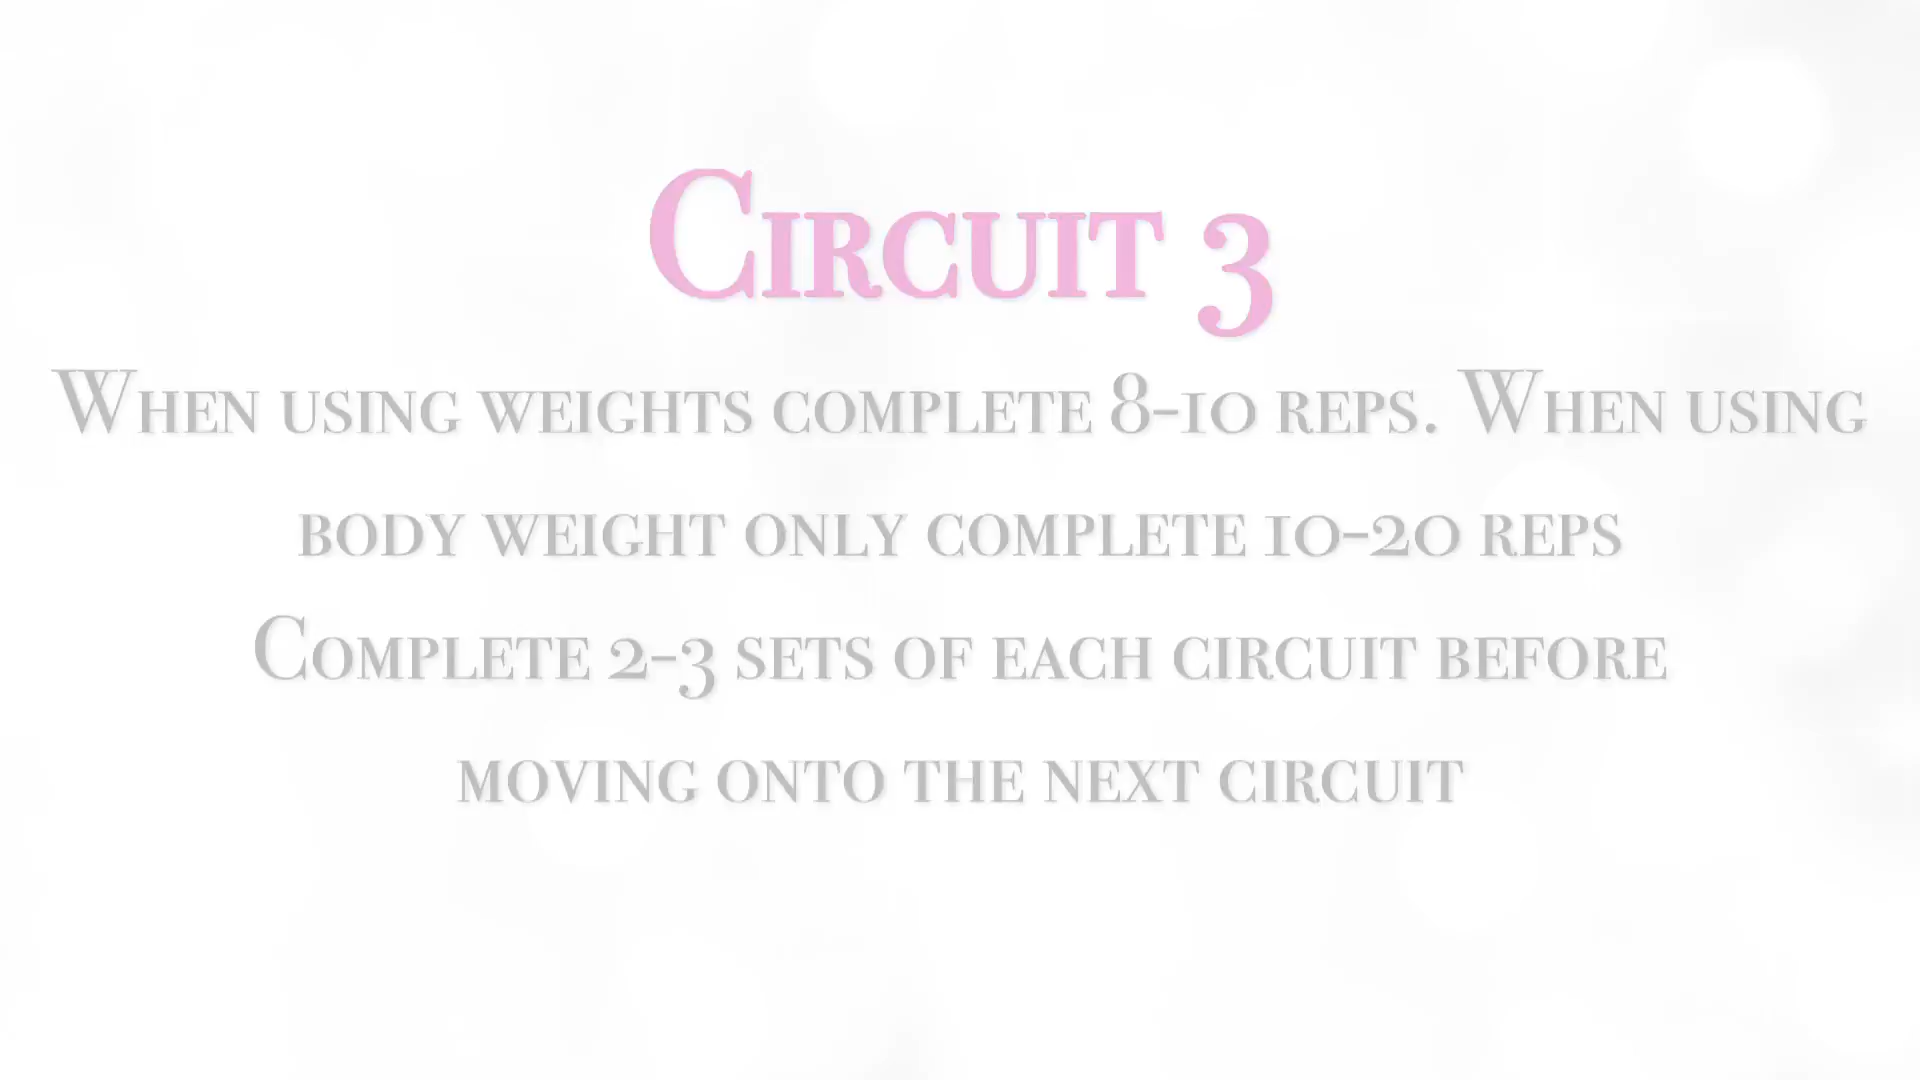 Circuit 3
When using weights complete 8-10 reps. When using
body weight only complete 10-20 reps
Complete 2-3 sets of each circuit before
moving onto the next circuit